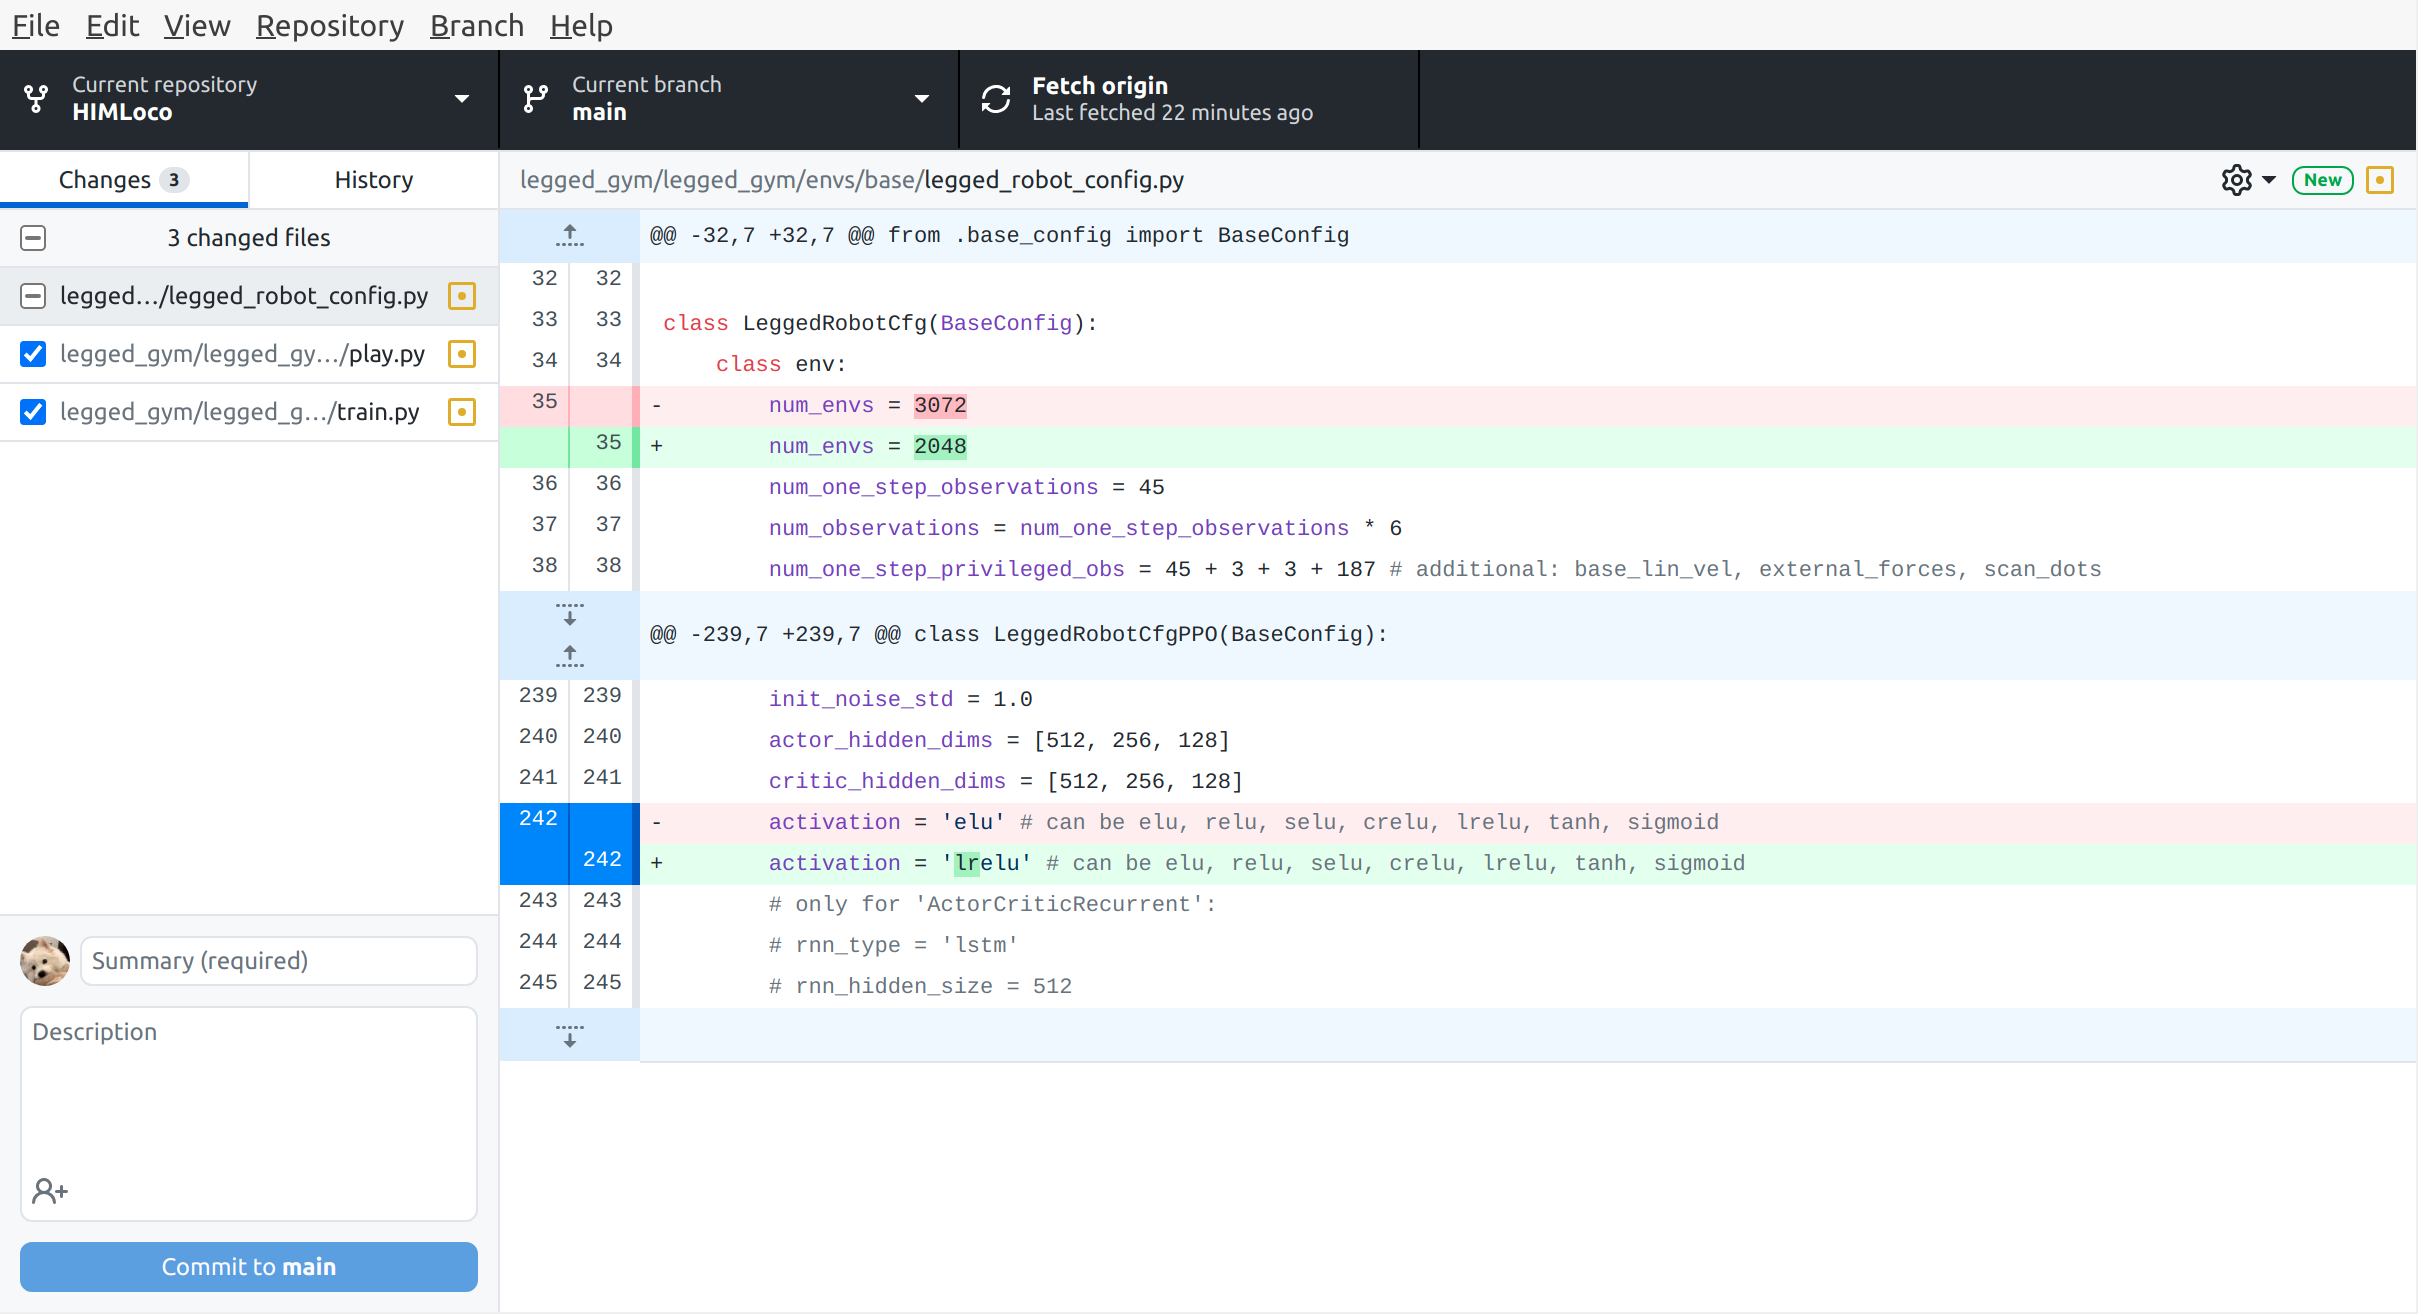 File Edit View Repository Branch Help
Current repository
HIMLoco
Current branch
main
Fetch origin
Last fetched 22 minutes ago
Changes 3
History
legged_gym/legged_gym/envs/base/legged_robot_config.py
New
3 changed files
legged…/legged_robot_config.py
legged_gym/legged_gy…/play.py
legged_gym/legged_g…/train.py
@@ -32,7 +32,7 @@ from .base_config import BaseConfig
32 32
33 33 class LeggedRobotCfg(BaseConfig):
34 34 class env:
35 - num_envs = 3072
35 + num_envs = 2048
36 36 num_one_step_observations = 45
37 37 num_observations = num_one_step_observations * 6
38 38 num_one_step_privileged_obs = 45 + 3 + 3 + 187 # additional: base_lin_vel, external_forces, scan_dots
@@ -239,7 +239,7 @@ class LeggedRobotCfgPPO(BaseConfig):
239 239 init_noise_std = 1.0
240 240 actor_hidden_dims = [512, 256, 128]
241 241 critic_hidden_dims = [512, 256, 128]
242 - activation = 'elu' # can be elu, relu, selu, crelu, lrelu, tanh, sigmoid
242 + activation = 'lrelu' # can be elu, relu, selu, crelu, lrelu, tanh, sigmoid
243 243 # only for 'ActorCriticRecurrent':
244 244 # rnn_type = 'lstm'
245 245 # rnn_hidden_size = 512
Summary (required)
Description
Commit to main